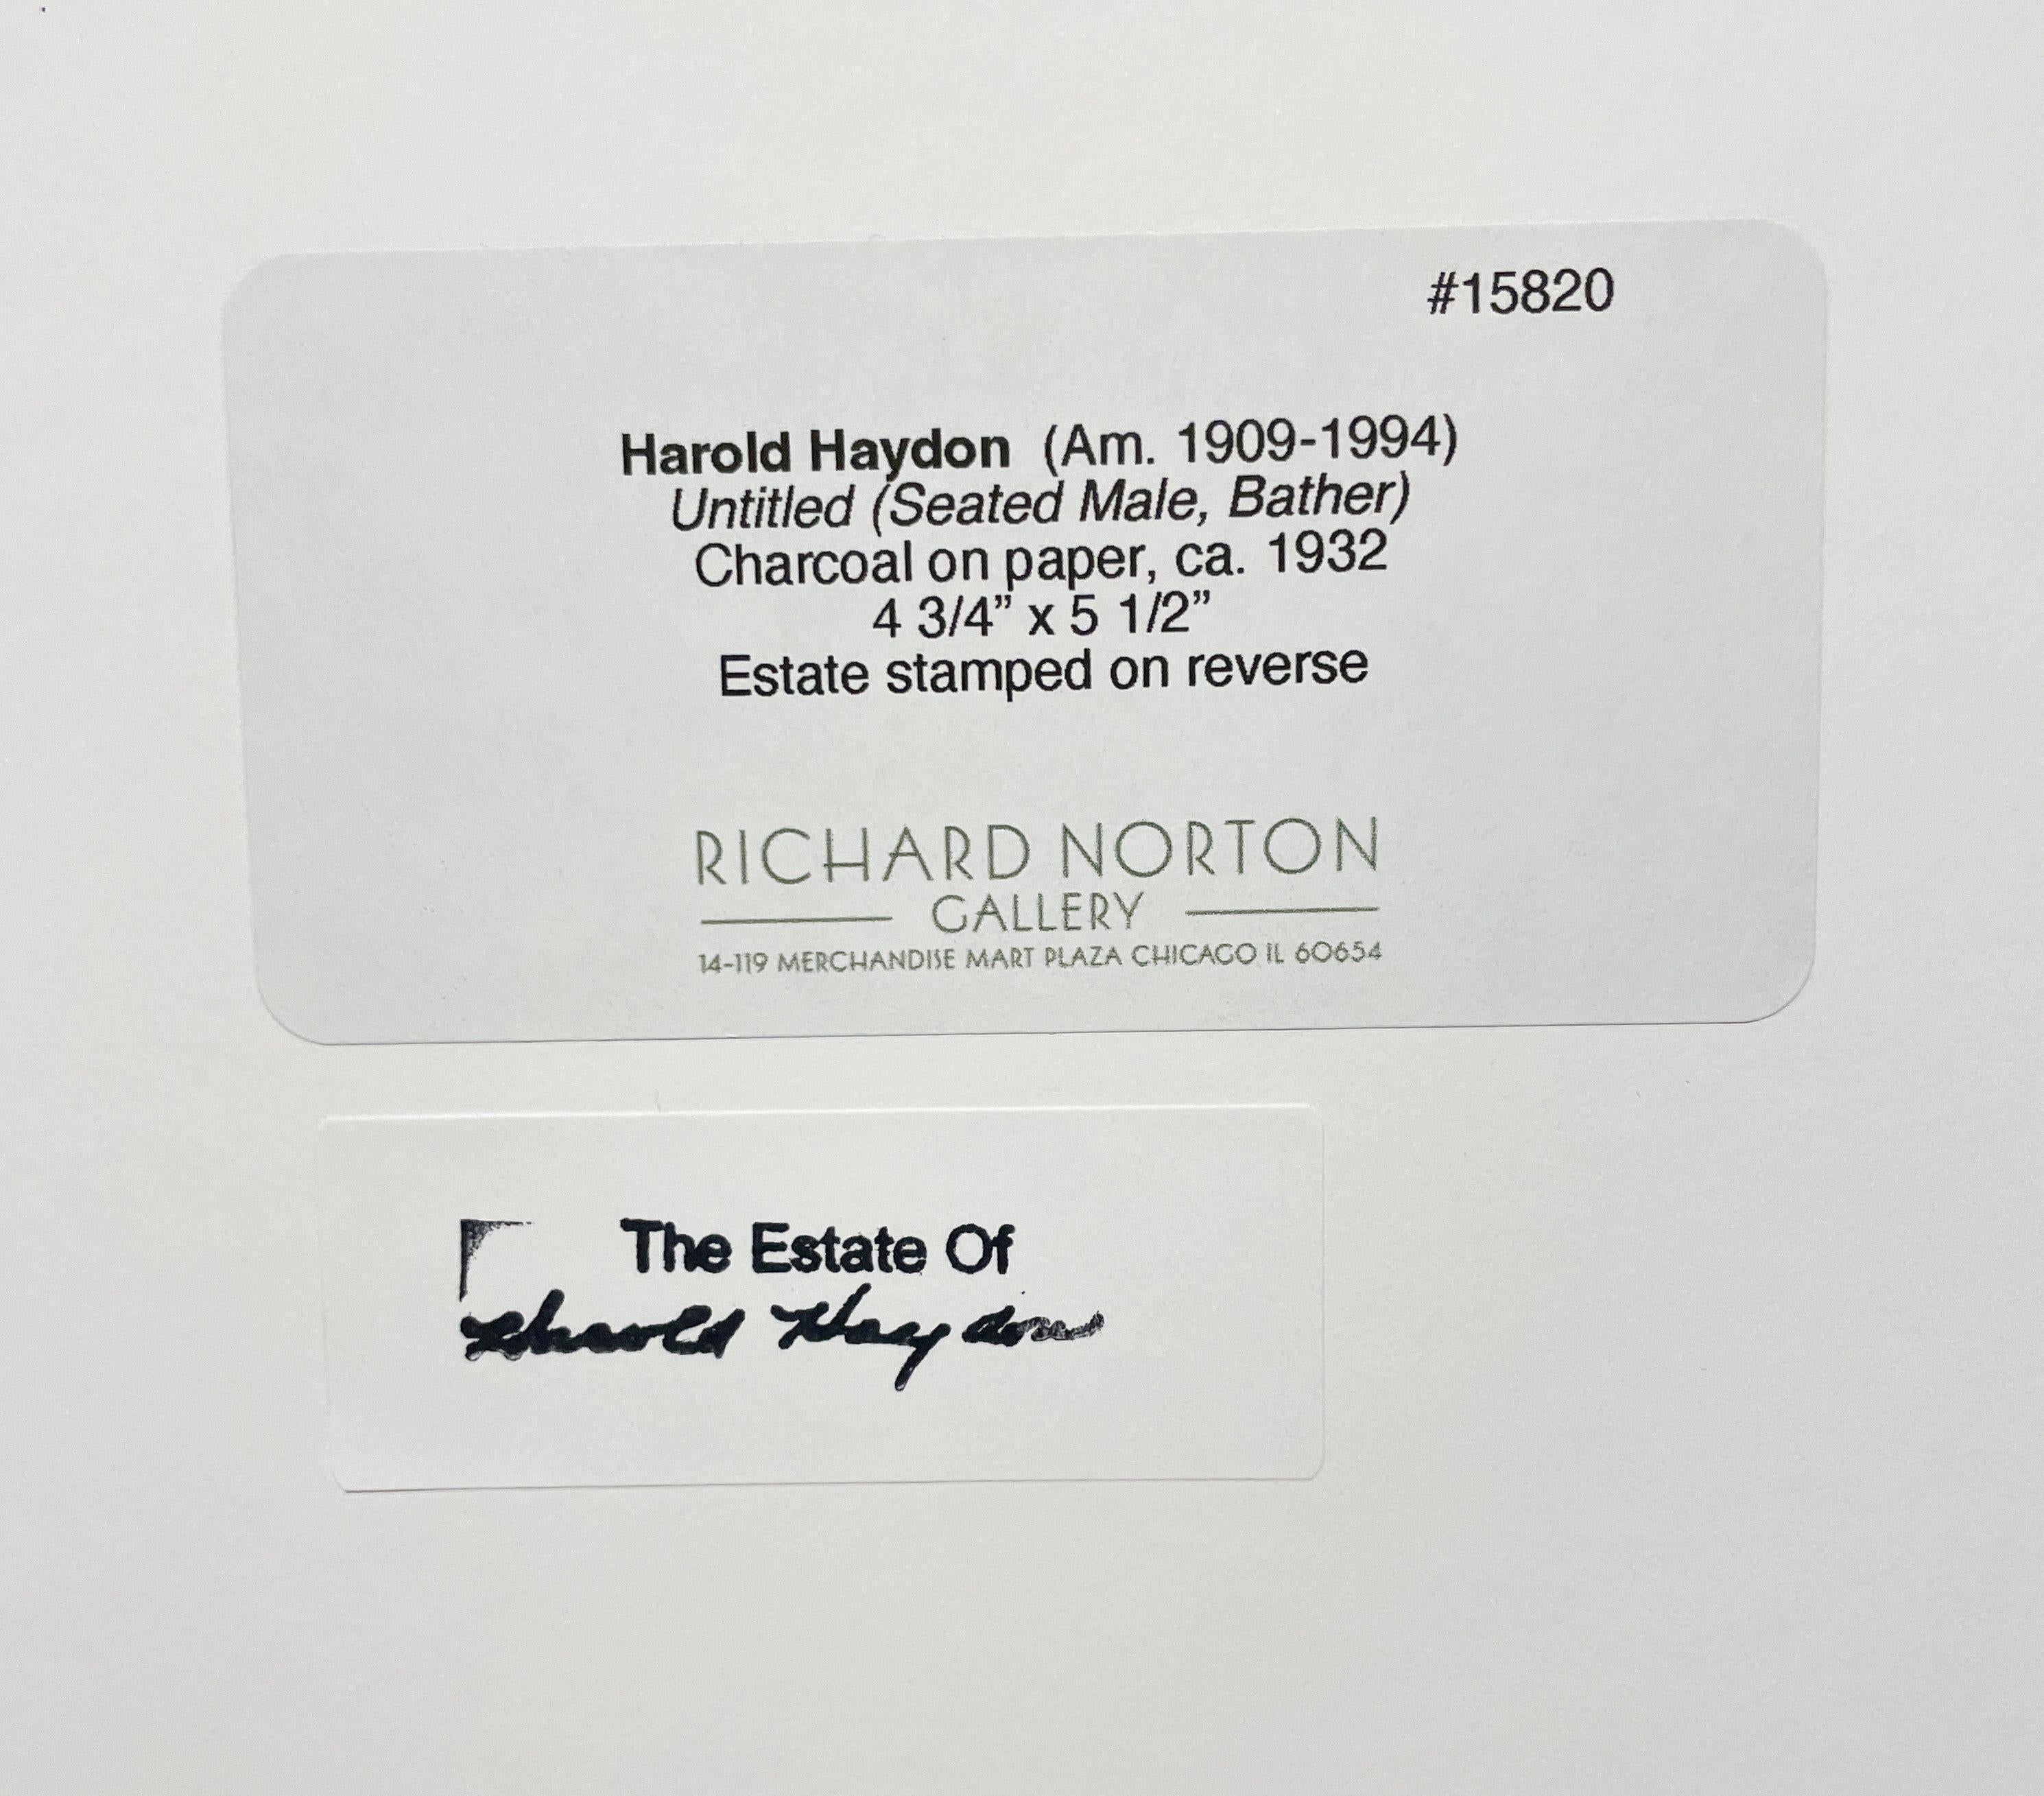 #15820
Harold Haydon (Am. 1909-1994)
Untitled (Seated Male, Bather)
Charcoal on paper, ca. 1932
4 3/4” x 5 1/2”
Estate stamped on reverse
RICHARD NORTON
GALLERY
14-119 MERCHANDISE MART PLAZA CHICAGO IL 60654
The Estate Of
Harold Haydon